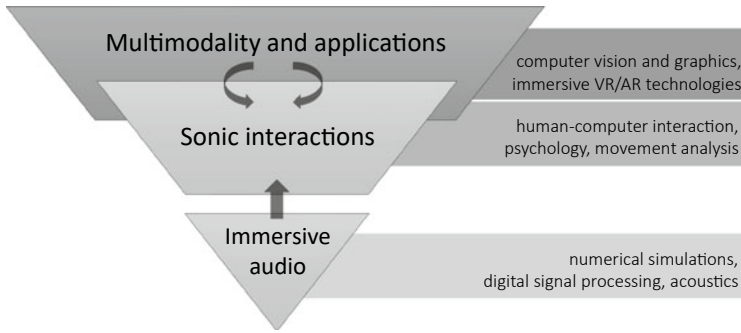 Multimodality and applications
computer vision and graphics,
immersive VR/AR technologies
Sonic interactions
human-computer interaction,
psychology, movement analysis
Immersive
audio
numerical simulations,
digital signal processing, acoustics